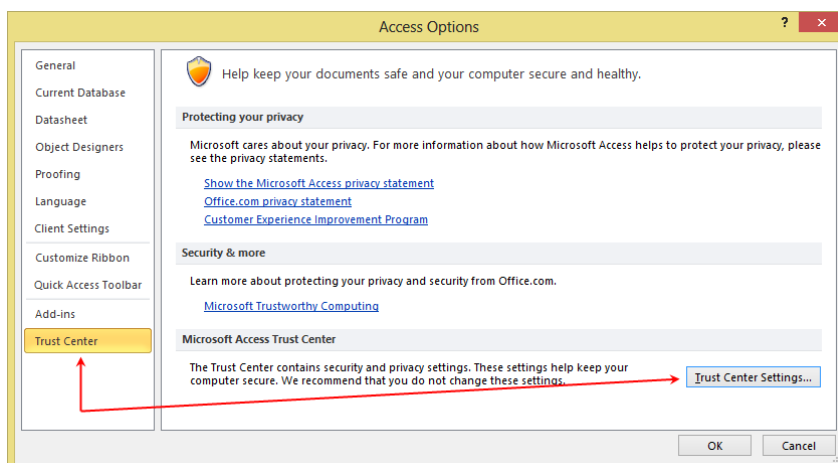 Access Options
?
×
General
Current Database
Datasheet
Object Designers
Proofing
Language
Client Settings
Customize Ribbon
Quick Access Toolbar
Add-ins
Trust Center
Help keep your documents safe and your computer secure and healthy.
Protecting your privacy
Microsoft cares about your privacy. For more information about how Microsoft Access helps to protect your privacy, please
see the privacy statements.
Show the Microsoft Access privacy statement
Office.com privacy statement
Customer Experience Improvement Program
Security & more
Learn more about protecting your privacy and security from Office.com.
Microsoft Trustworthy Computing
Microsoft Access Trust Center
The Trust Center contains security and privacy settings. These settings help keep your
computer secure. We recommend that you do not change these settings.
Trust Center Settings...
OK
Cancel